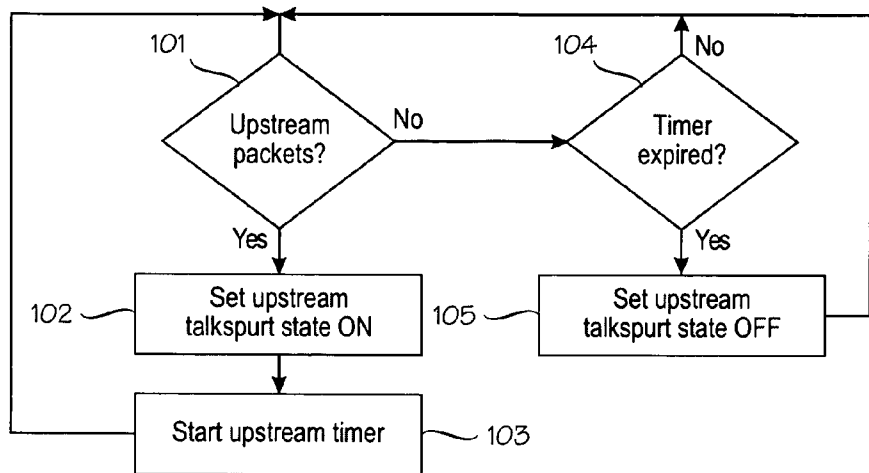 101
Upstream
packets?
No
Yes
104
Timer
expired?
No
Yes
102
Set upstream
talkspurt state ON
105
Set upstream
talkspurt state OFF
Start upstream timer
103